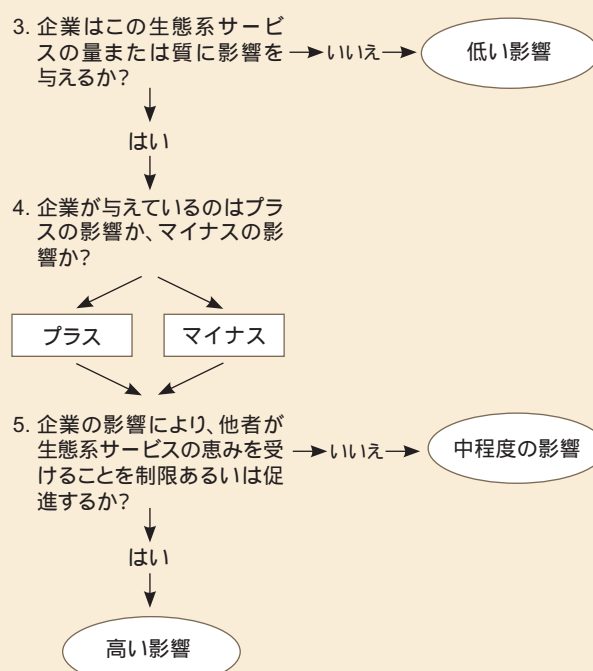 3. 企業はこの生態系サービ
スの量または質に影響を
与えるか?
いいえ
低い影響
はい
4. 企業が与えているのはプラ
スの影響か、マイナスの影
響か?
プラス
マイナス
5. 企業の影響により、他者が
生態系サービスの恵みを受
けることを制限あるいは促
進するか?
いいえ
中程度の影響
はい
高い影響